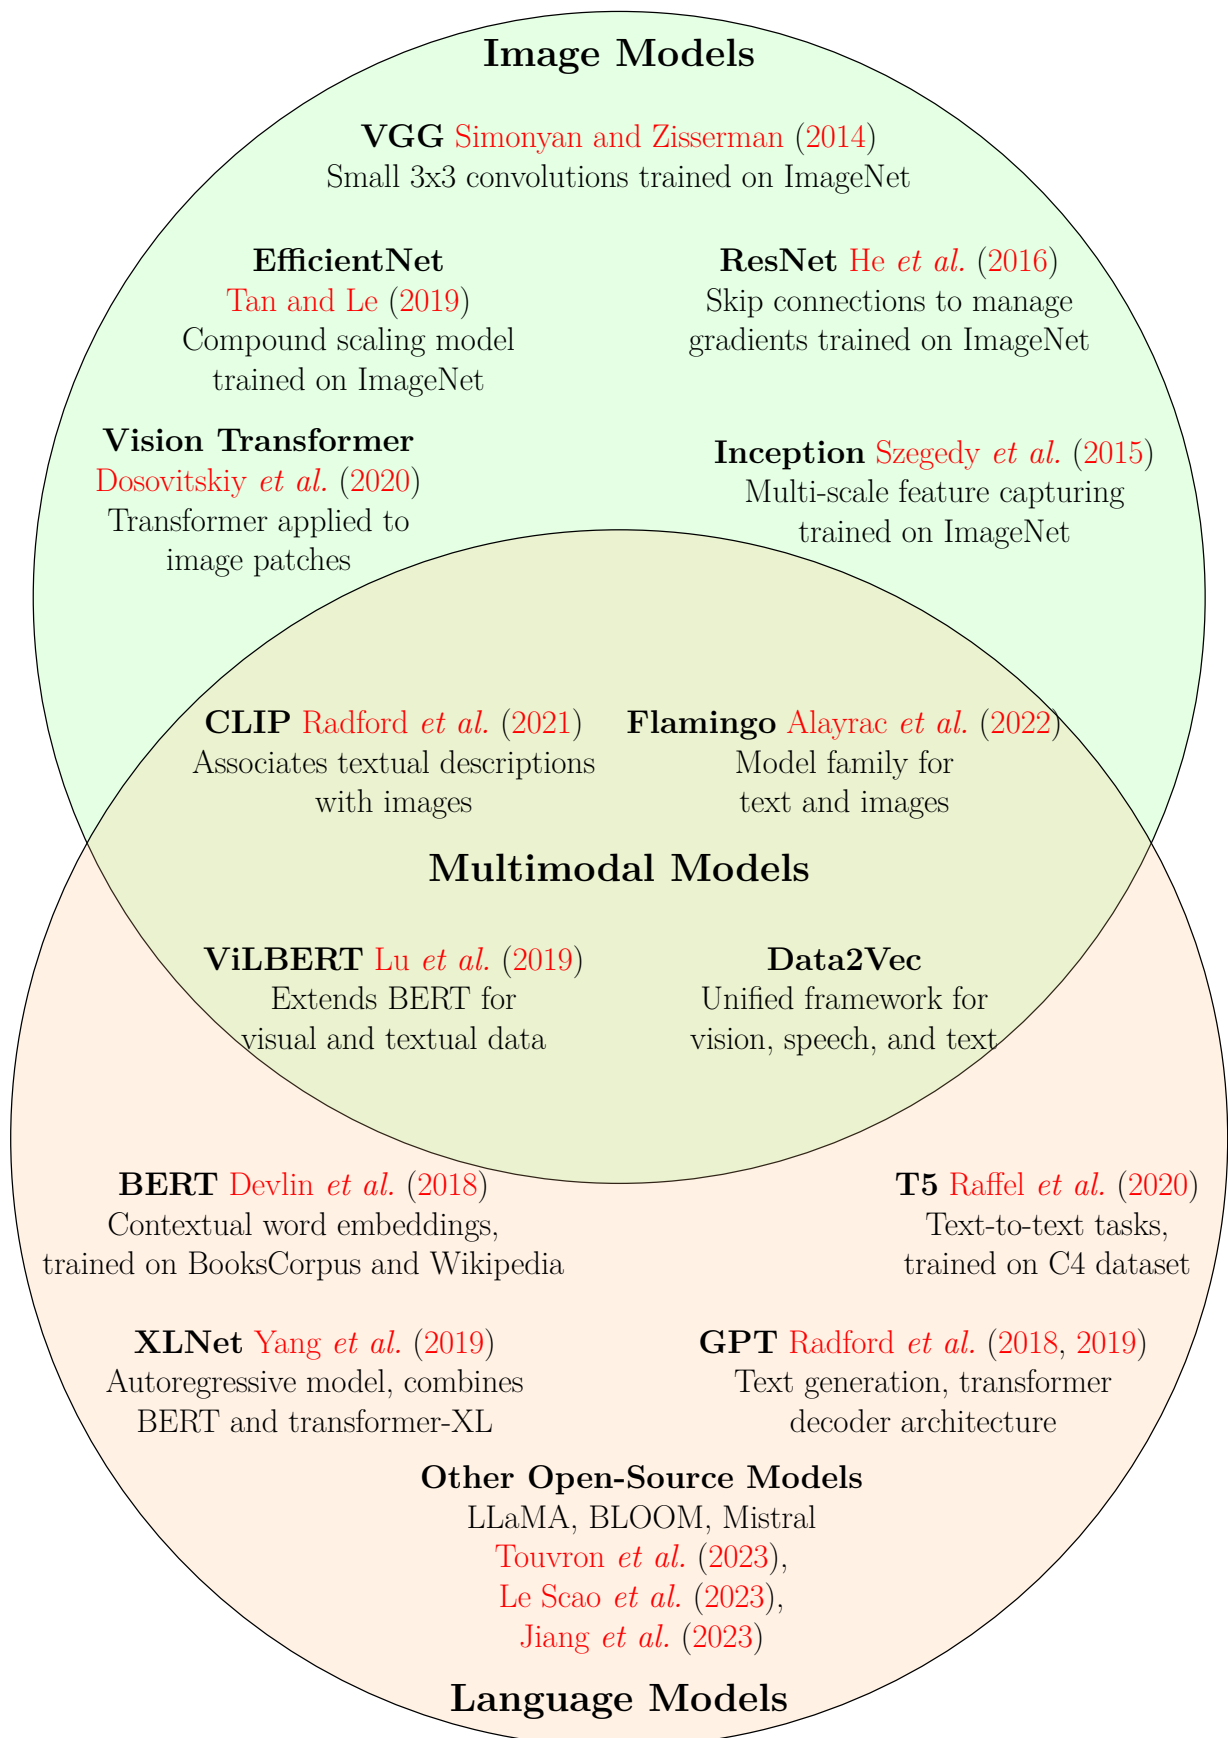 Image Models
VGG Simonyan and Zisserman (2014)
Small 3x3 convolutions trained on ImageNet
EfficientNet
Tan and Le (2019)
Compound scaling model
trained on ImageNet
ResNet He et al. (2016)
Skip connections to manage
gradients trained on ImageNet
Vision Transformer
Dosovitskiy et al. (2020)
Transformer applied to
image patches
Inception Szegedy et al. (2015)
Multi-scale feature capturing
trained on ImageNet
CLIP Radford et al. (2021)
Associates textual descriptions
with images
Flamingo Alayrac et al. (2022)
Model family for
text and images
Multimodal Models
ViLBERT Lu et al. (2019)
Extends BERT for
visual and textual data
Data2Vec
Unified framework for
vision, speech, and text
BERT Devlin et al. (2018)
Contextual word embeddings,
trained on BooksCorpus and Wikipedia
T5 Raffel et al. (2020)
Text-to-text tasks,
trained on C4 dataset
XLNet Yang et al. (2019)
Autoregressive model, combines
BERT and transformer-XL
GPT Radford et al. (2018, 2019)
Text generation, transformer
decoder architecture
Other Open-Source Models
LLaMA, BLOOM, Mistral
Touvron et al. (2023),
Le Scao et al. (2023),
Jiang et al. (2023)
Language Models